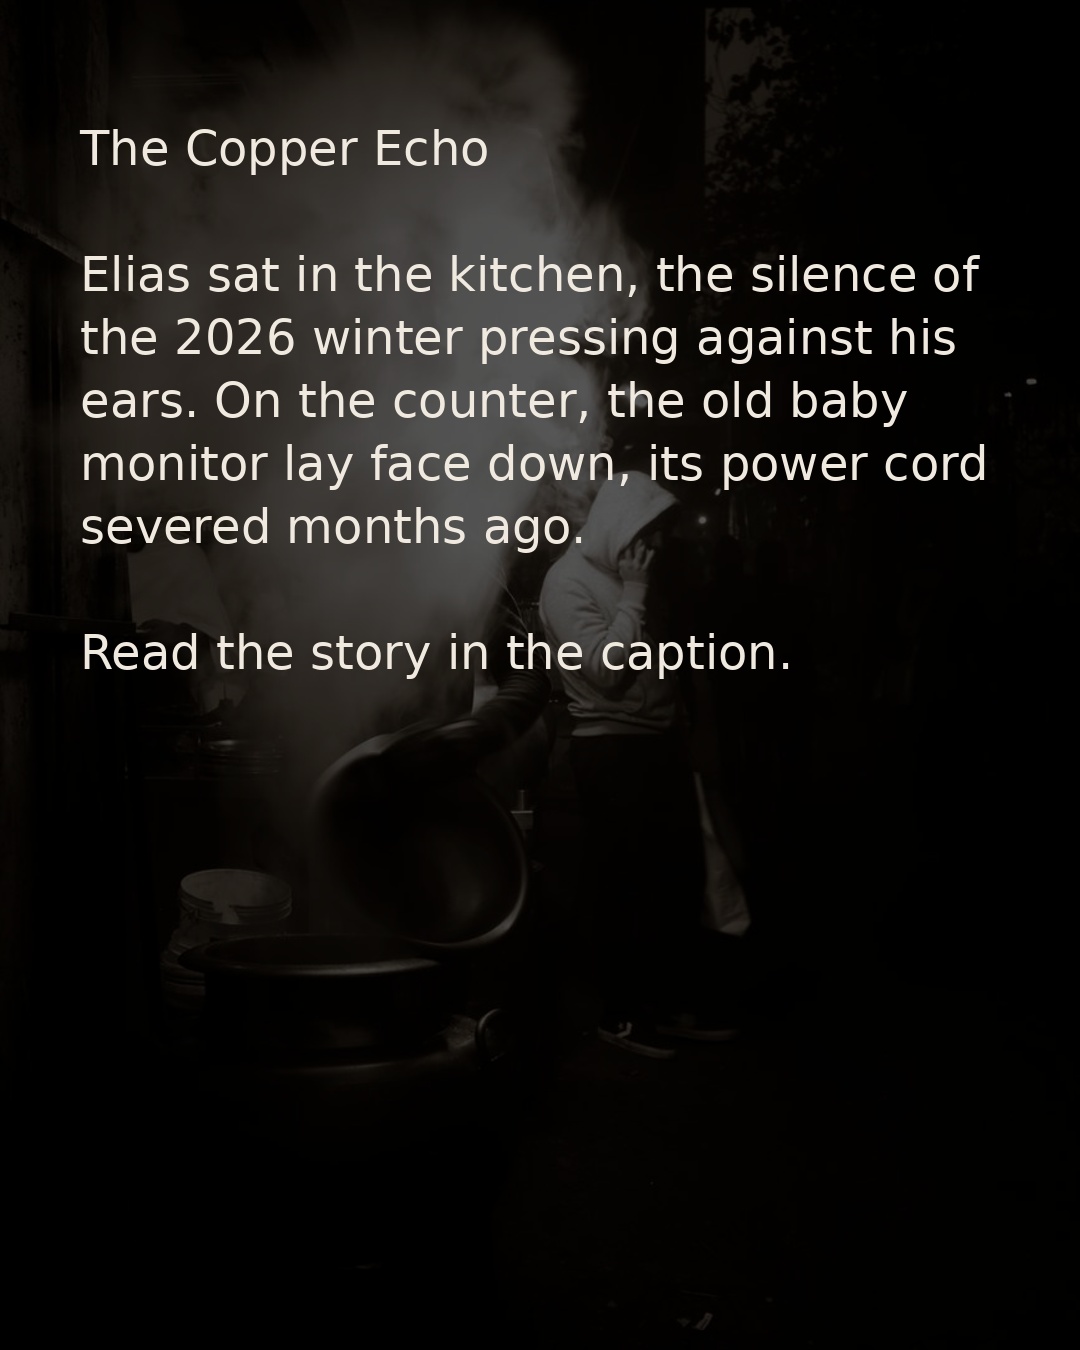 The Copper Echo
Elias sat in the kitchen, the silence of
the 2026 winter pressing against his
ears. On the counter, the old baby
monitor lay face down, its power cord
severed months ago.
Read the story in the caption.